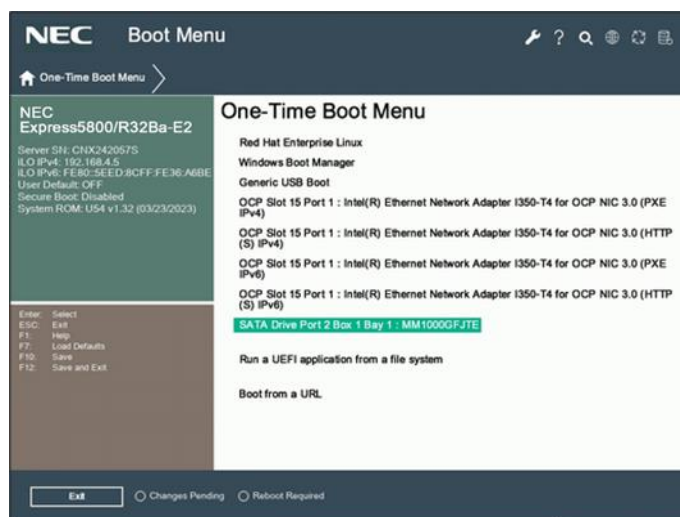 NEC Boot Menu
One-Time Boot Menu
NEC
Express5800/R32Ba-E2
Server SN: CNX242057S
iLO IPv4: 192.168.4.5
iLO IPv6: FE80::5EED:8CFF:FE36:A6BE
User Default: OFF
Secure Boot: Disabled
System ROM: U54 v1.32 (03/23/2023)
Enter: Select
ESC: Exit
F1: Help
F7: Load Defaults
F10: Save
F12: Save and Exit
One-Time Boot Menu
Red Hat Enterprise Linux
Windows Boot Manager
Generic USB Boot
OCP Slot 15 Port 1 : Intel(R) Ethernet Network Adapter I350-T4 for OCP NIC 3.0 (PXE
IPv4)
OCP Slot 15 Port 1 : Intel(R) Ethernet Network Adapter I350-T4 for OCP NIC 3.0 (HTTP
(S) IPv4)
OCP Slot 15 Port 1 : Intel(R) Ethernet Network Adapter I350-T4 for OCP NIC 3.0 (PXE
IPv6)
OCP Slot 15 Port 1 : Intel(R) Ethernet Network Adapter I350-T4 for OCP NIC 3.0 (HTTP
(S) IPv6)
SATA Drive Port 2 Box 1 Bay 1 : MM1000GFJTE
Run a UEFI application from a file system
Boot from a URL
Exit Changes Pending Reboot Required